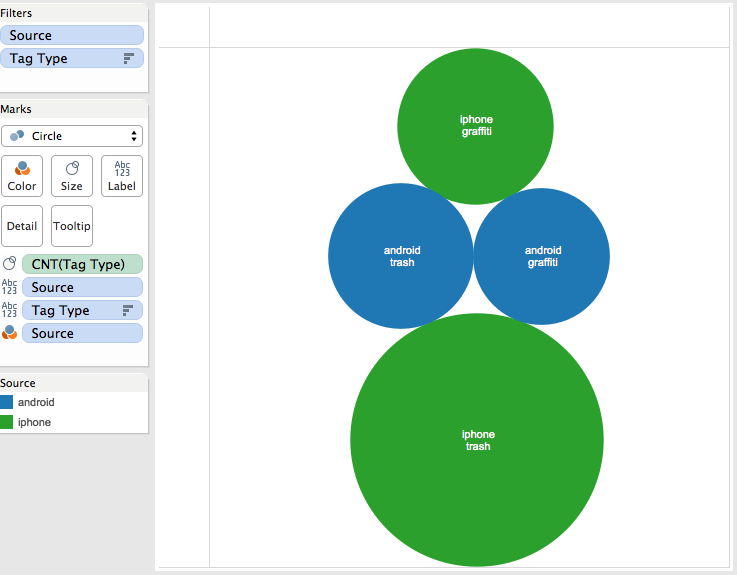 Filters
Source
Tag Type
Marks
Circle
Color
Size
Abc
123
Label
Detail
Tooltip
CNT(Tag Type)
Abc
123
Source
Abc
123
Tag Type
Source
Source
android
iphone
iphone
graffiti
android
trash
android
graffiti
iphone
trash